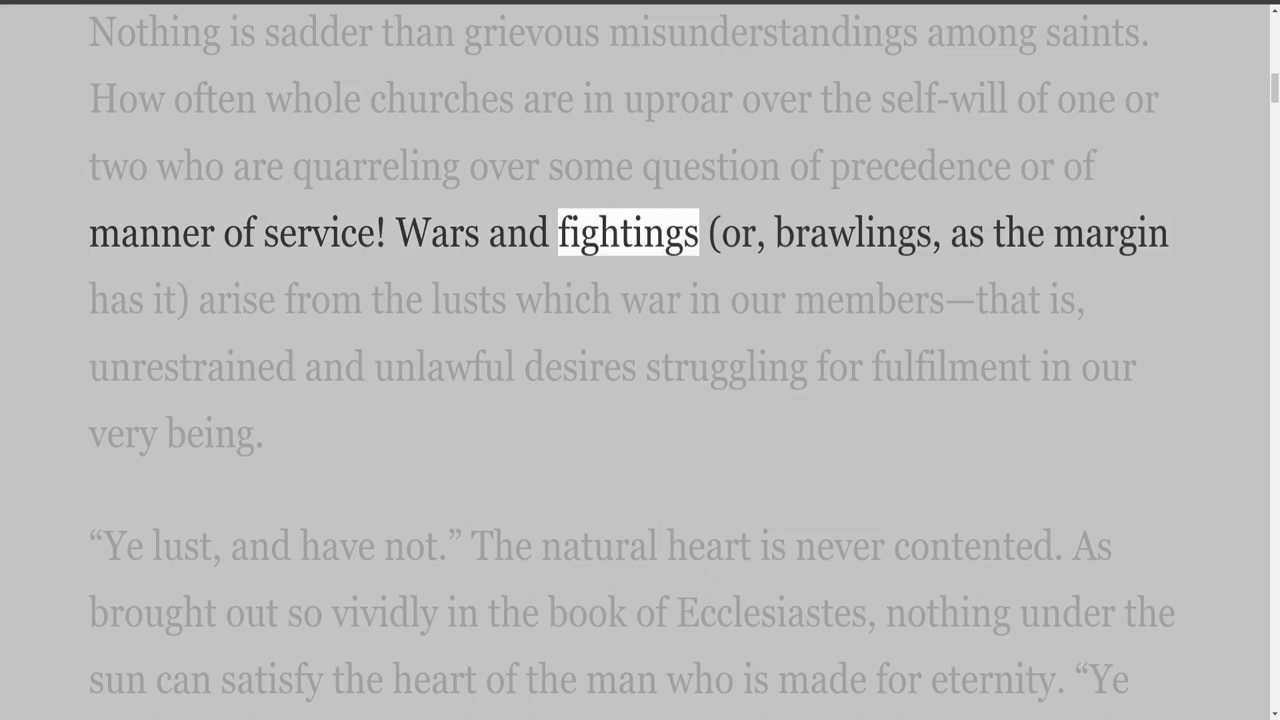 Nothing is sadder than grievous misunderstandings among saints.
How often whole churches are in uproar over the self-will of one or
two who are quarreling over some question of precedence or of
manner of service! Wars and fightings (or, brawlings, as the margin
has it) arise from the lusts which war in our members—that is,
unrestrained and unlawful desires struggling for fulfilment in our
very being.
“Ye lust, and have not.” The natural heart is never contented. As
brought out so vividly in the book of Ecclesiastes, nothing under the
sun can satisfy the heart of the man who is made for eternity. “Ye